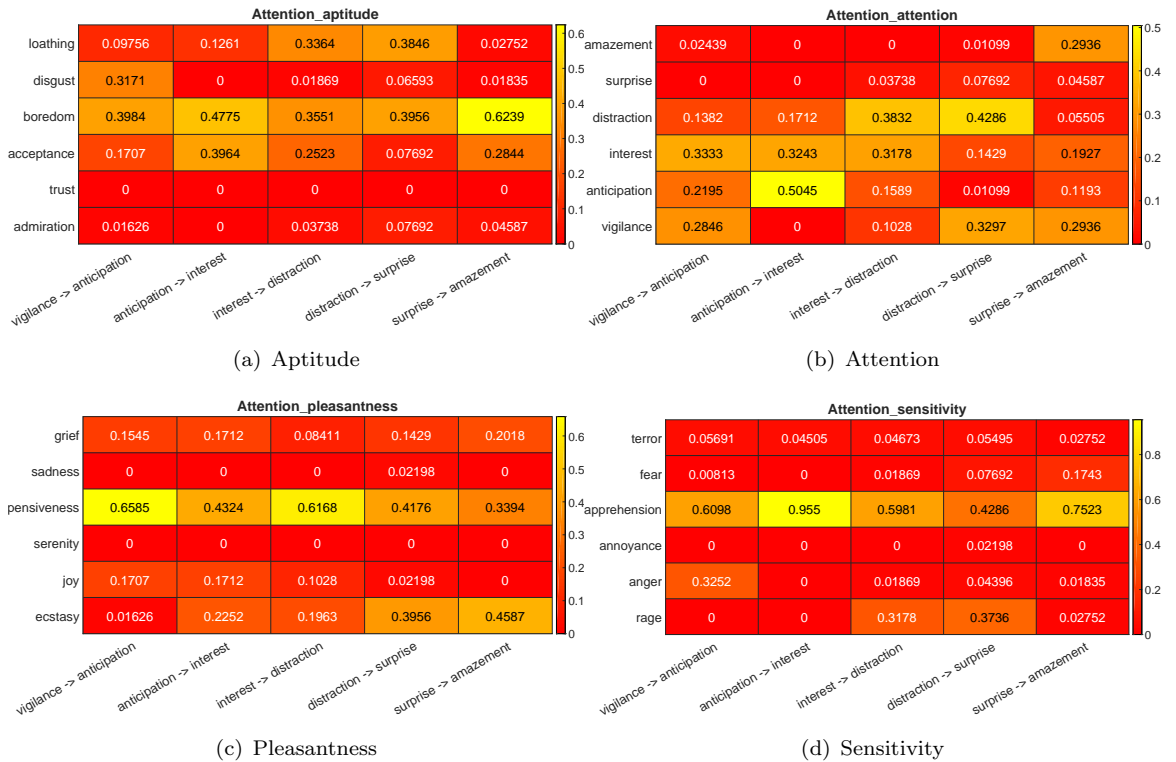 Attention_aptitude
loathing 0.09756 0.1261 0.3364 0.3846 0.02752 0.6
disgust 0.3171 0 0.01869 0.06593 0.01835 0.5
0.4
boredom 0.3984 0.4775 0.3551 0.3956 0.6239
0.3
acceptance 0.1707 0.3964 0.2523 0.07692 0.2844
0.2
trust 0 0 0 0 0
0.1
admiration 0.01626 0 0.03738 0.07692 0.04587
0
vigilance -> anticipation
anticipation -> interest
interest -> distraction
distraction -> surprise
surprise -> amazement
(a) Aptitude
Attention_attention
0.5
amazement 0.02439 0 0 0.01099 0.2936
surprise 0 0 0.03738 0.07692 0.04587
0.4
distraction 0.1382 0.1712 0.3832 0.4286 0.05505
0.3
interest 0.3333 0.3243 0.3178 0.1429 0.1927
0.2
anticipation 0.2195 0.5045 0.1589 0.01099 0.1193
0.1
vigilance 0.2846 0 0.1028 0.3297 0.2936
0
vigilance -> anticipation
anticipation -> interest
interest -> distraction
distraction -> surprise
surprise -> amazement
(b) Attention
Attention_pleasantness
grief 0.1545 0.1712 0.08411 0.1429 0.2018
0.6
sadness 0 0 0 0.02198 0
0.5
pensiveness 0.6585 0.4324 0.6168 0.4176 0.3394
0.4
0.3
serenity 0 0 0 0 0
0.2
joy 0.1707 0.1712 0.1028 0.02198 0
0.1
ecstasy 0.01626 0.2252 0.1963 0.3956 0.4587
0
vigilance -> anticipation
anticipation -> interest
interest -> distraction
distraction -> surprise
surprise -> amazement
(c) Pleasantness
Attention_sensitivity
terror 0.05691 0.04505 0.04673 0.05495 0.02752
0.8
fear 0.00813 0 0.01869 0.07692 0.1743
apprehension 0.6098 0.955 0.5981 0.4286 0.7523
0.6
annoyance 0 0 0 0.02198 0
0.4
anger 0.3252 0 0.01869 0.04396 0.01835
0.2
rage 0 0 0.3178 0.3736 0.02752
0
vigilance -> anticipation
anticipation -> interest
interest -> distraction
distraction -> surprise
surprise -> amazement
(d) Sensitivity